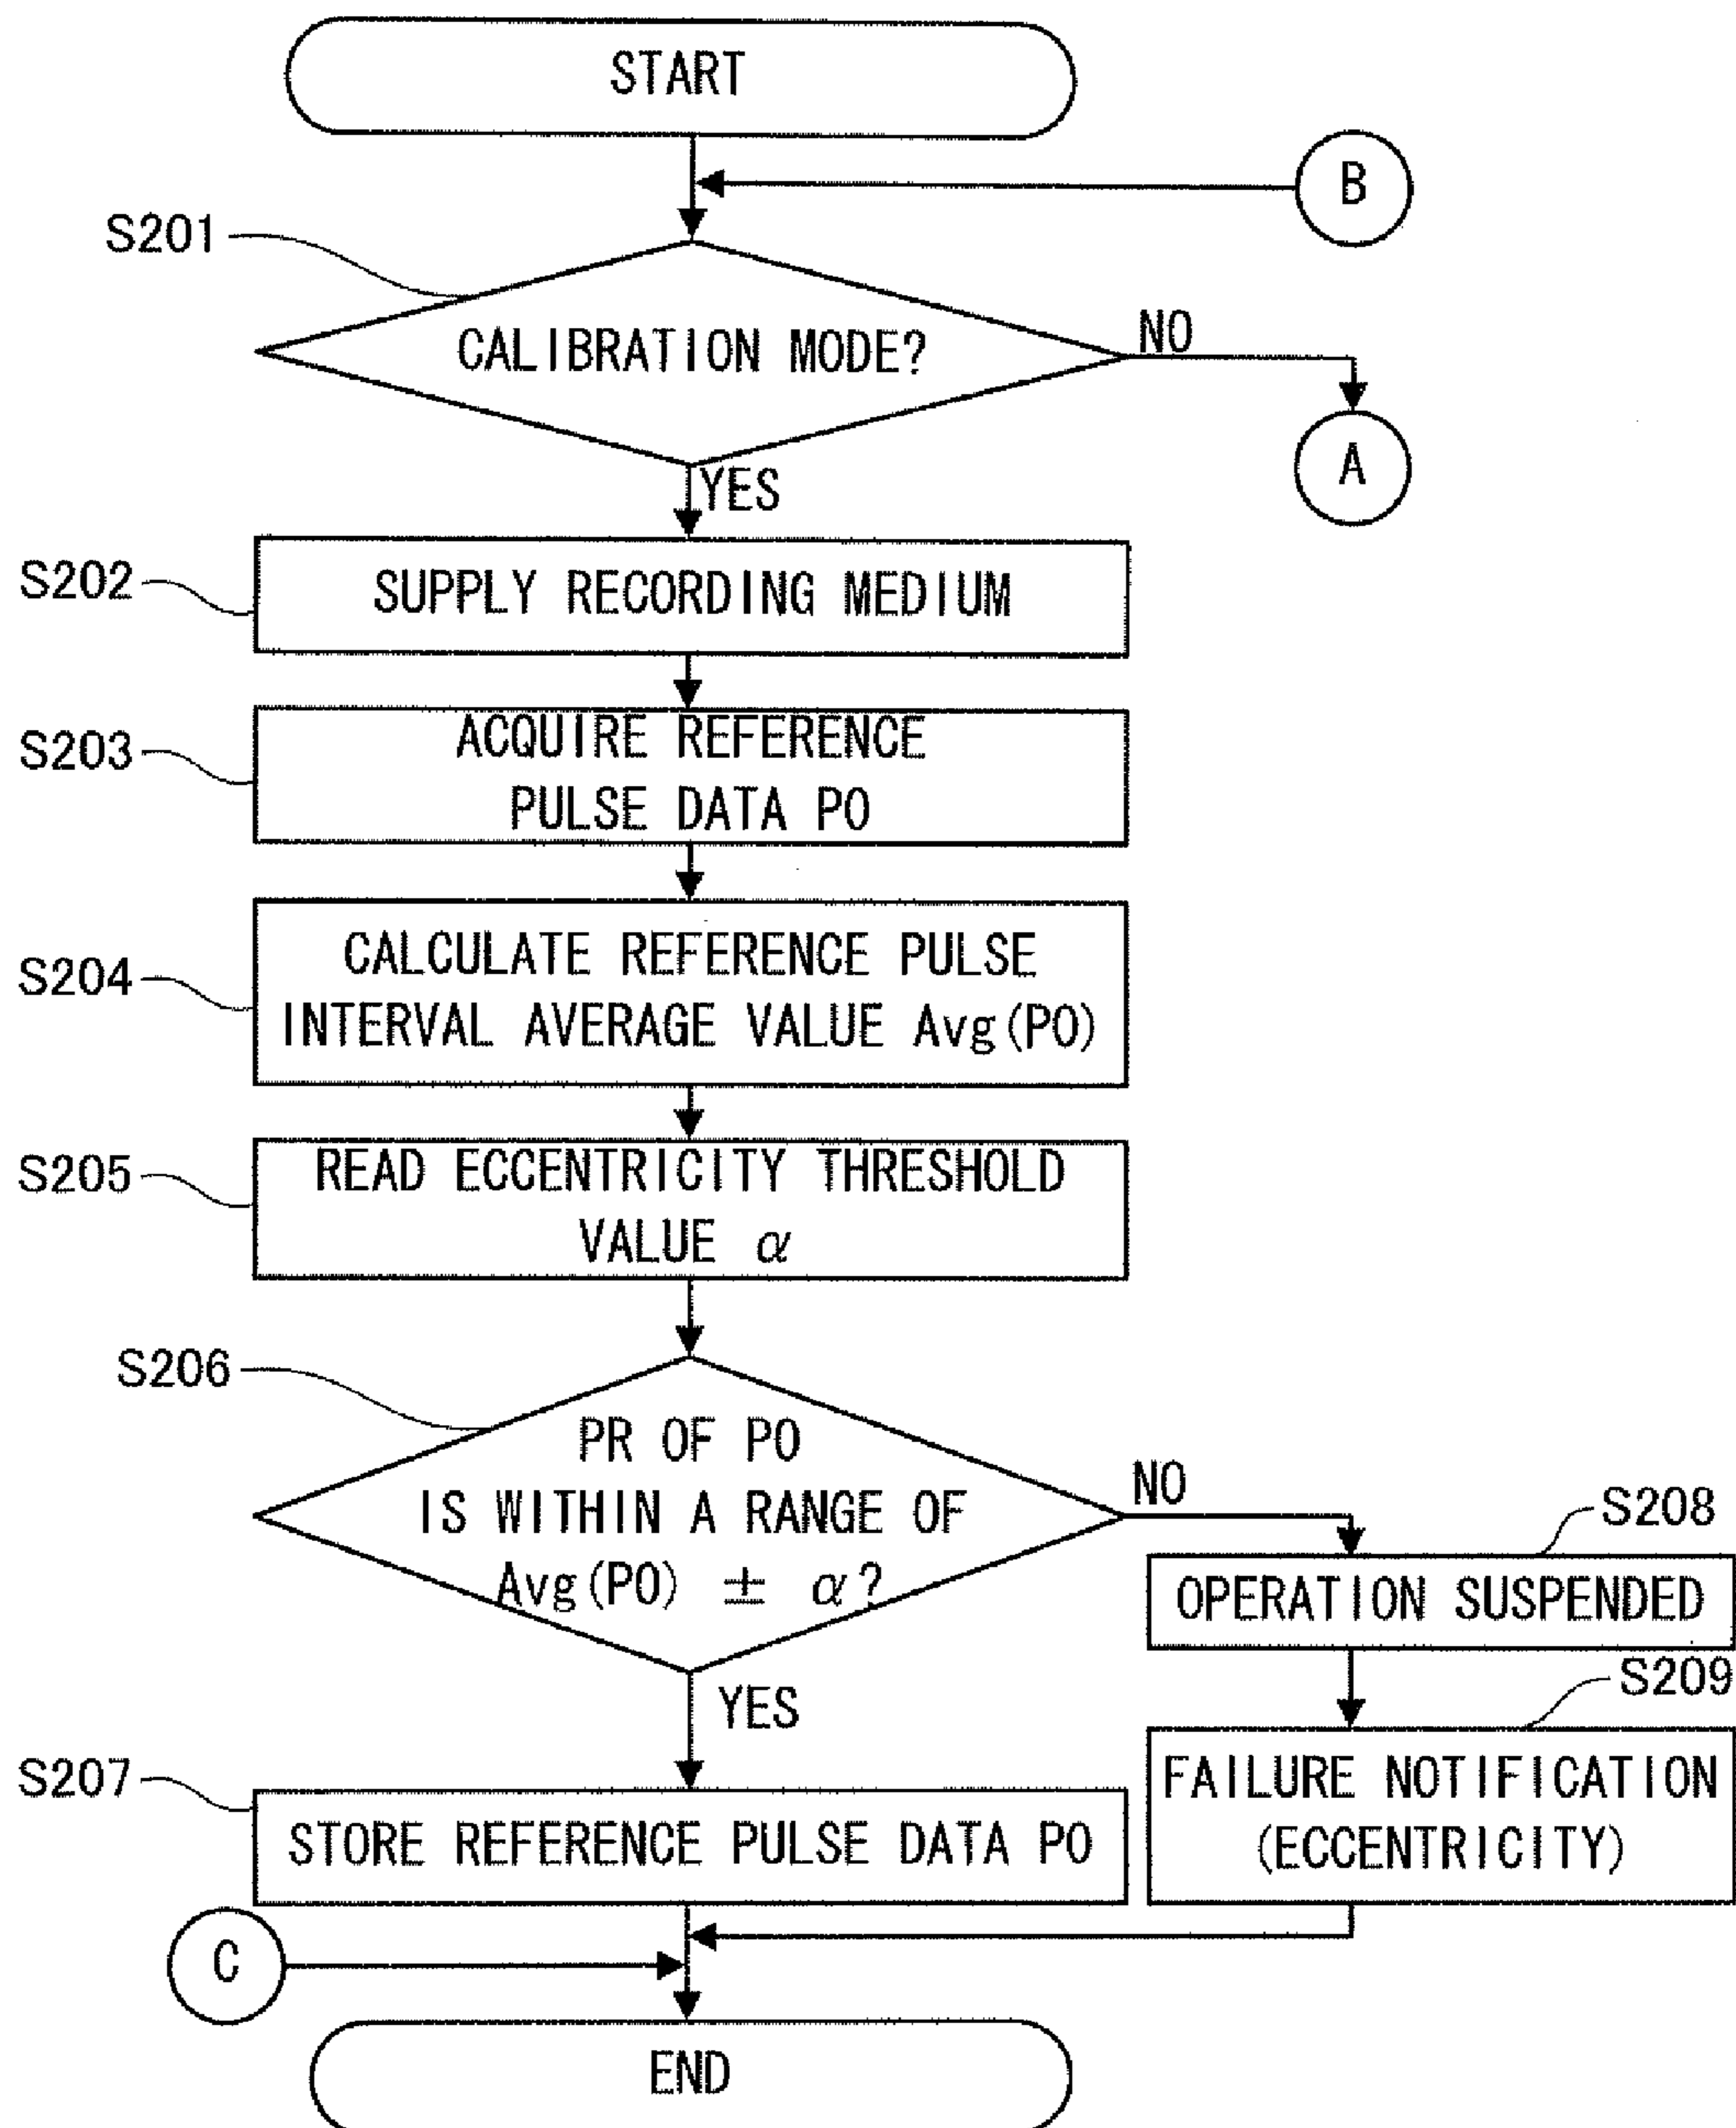 START
B
S201
CALIBRATION MODE?
NO
A
YES
S202
SUPPLY RECORDING MEDIUM
S203
ACQUIRE REFERENCE
PULSE DATA P0
S204
CALCULATE REFERENCE PULSE
INTERVAL AVERAGE VALUE Avg(P0)
S205
READ ECCENTRICITY THRESHOLD
VALUE α
S206
PR OF P0
IS WITHIN A RANGE OF
Avg(P0) ± α?
NO
S208
OPERATION SUSPENDED
YES
S209
FAILURE NOTIFICATION
(ECCENTRICITY)
S207
STORE REFERENCE PULSE DATA P0
C
END